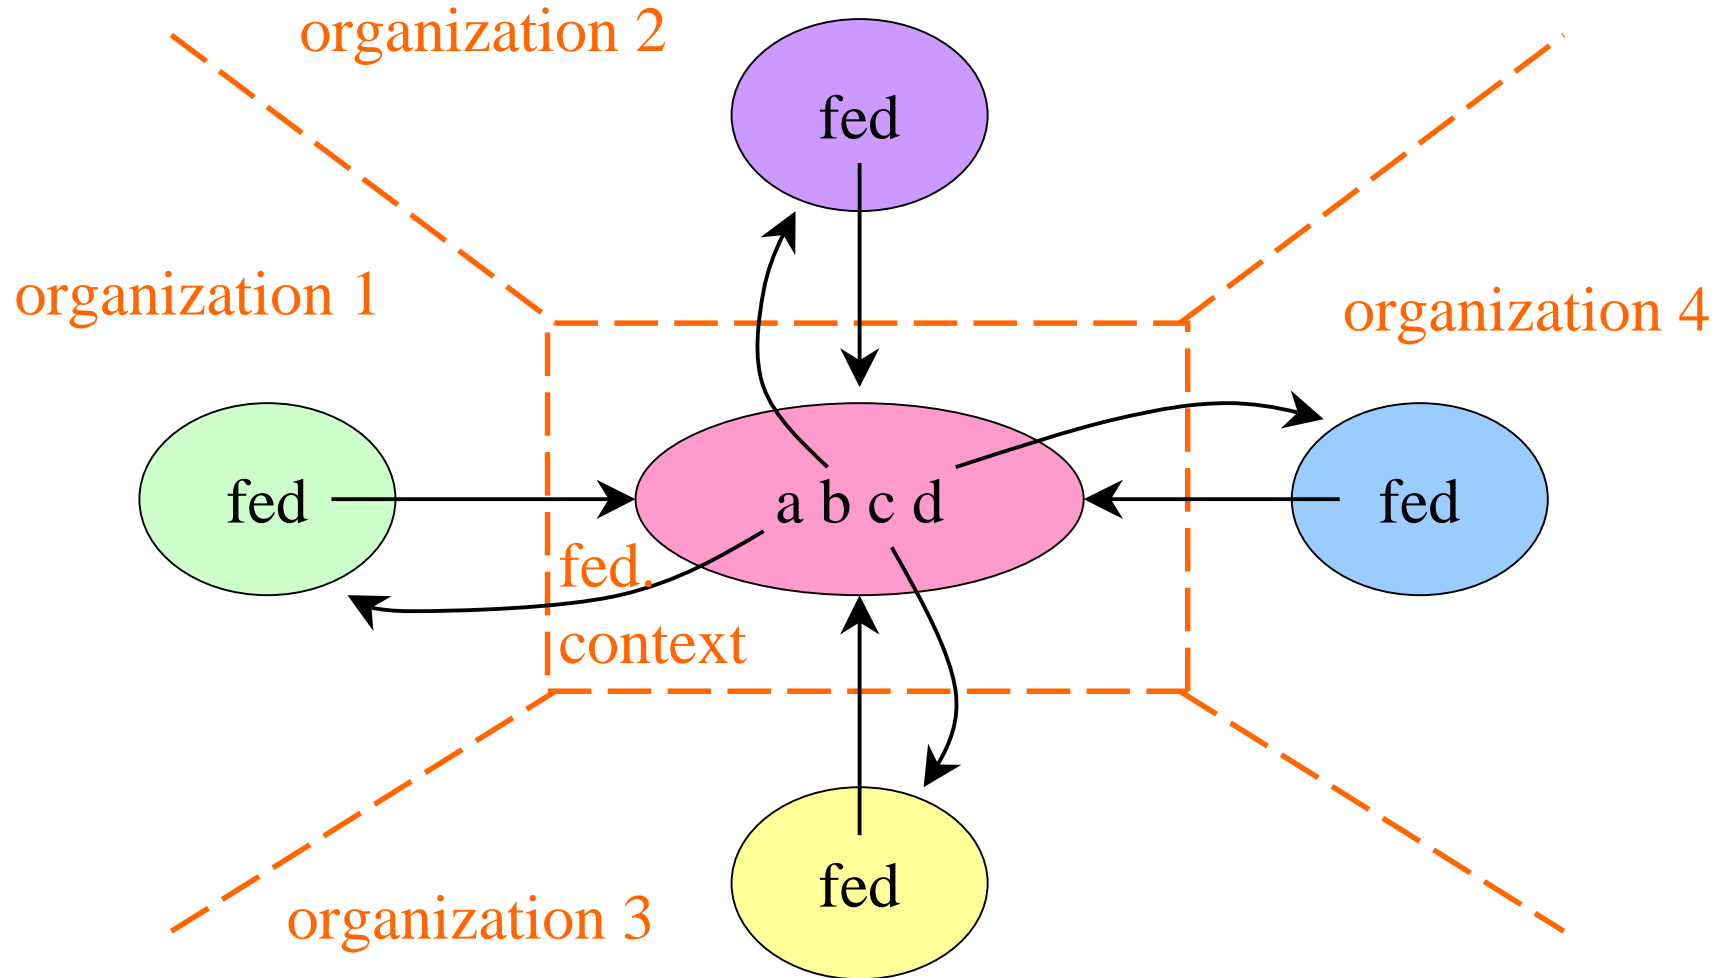 organization 2
fed
organization 1
organization 4
fed
a b c d
fed
fed.
context
fed
organization 3